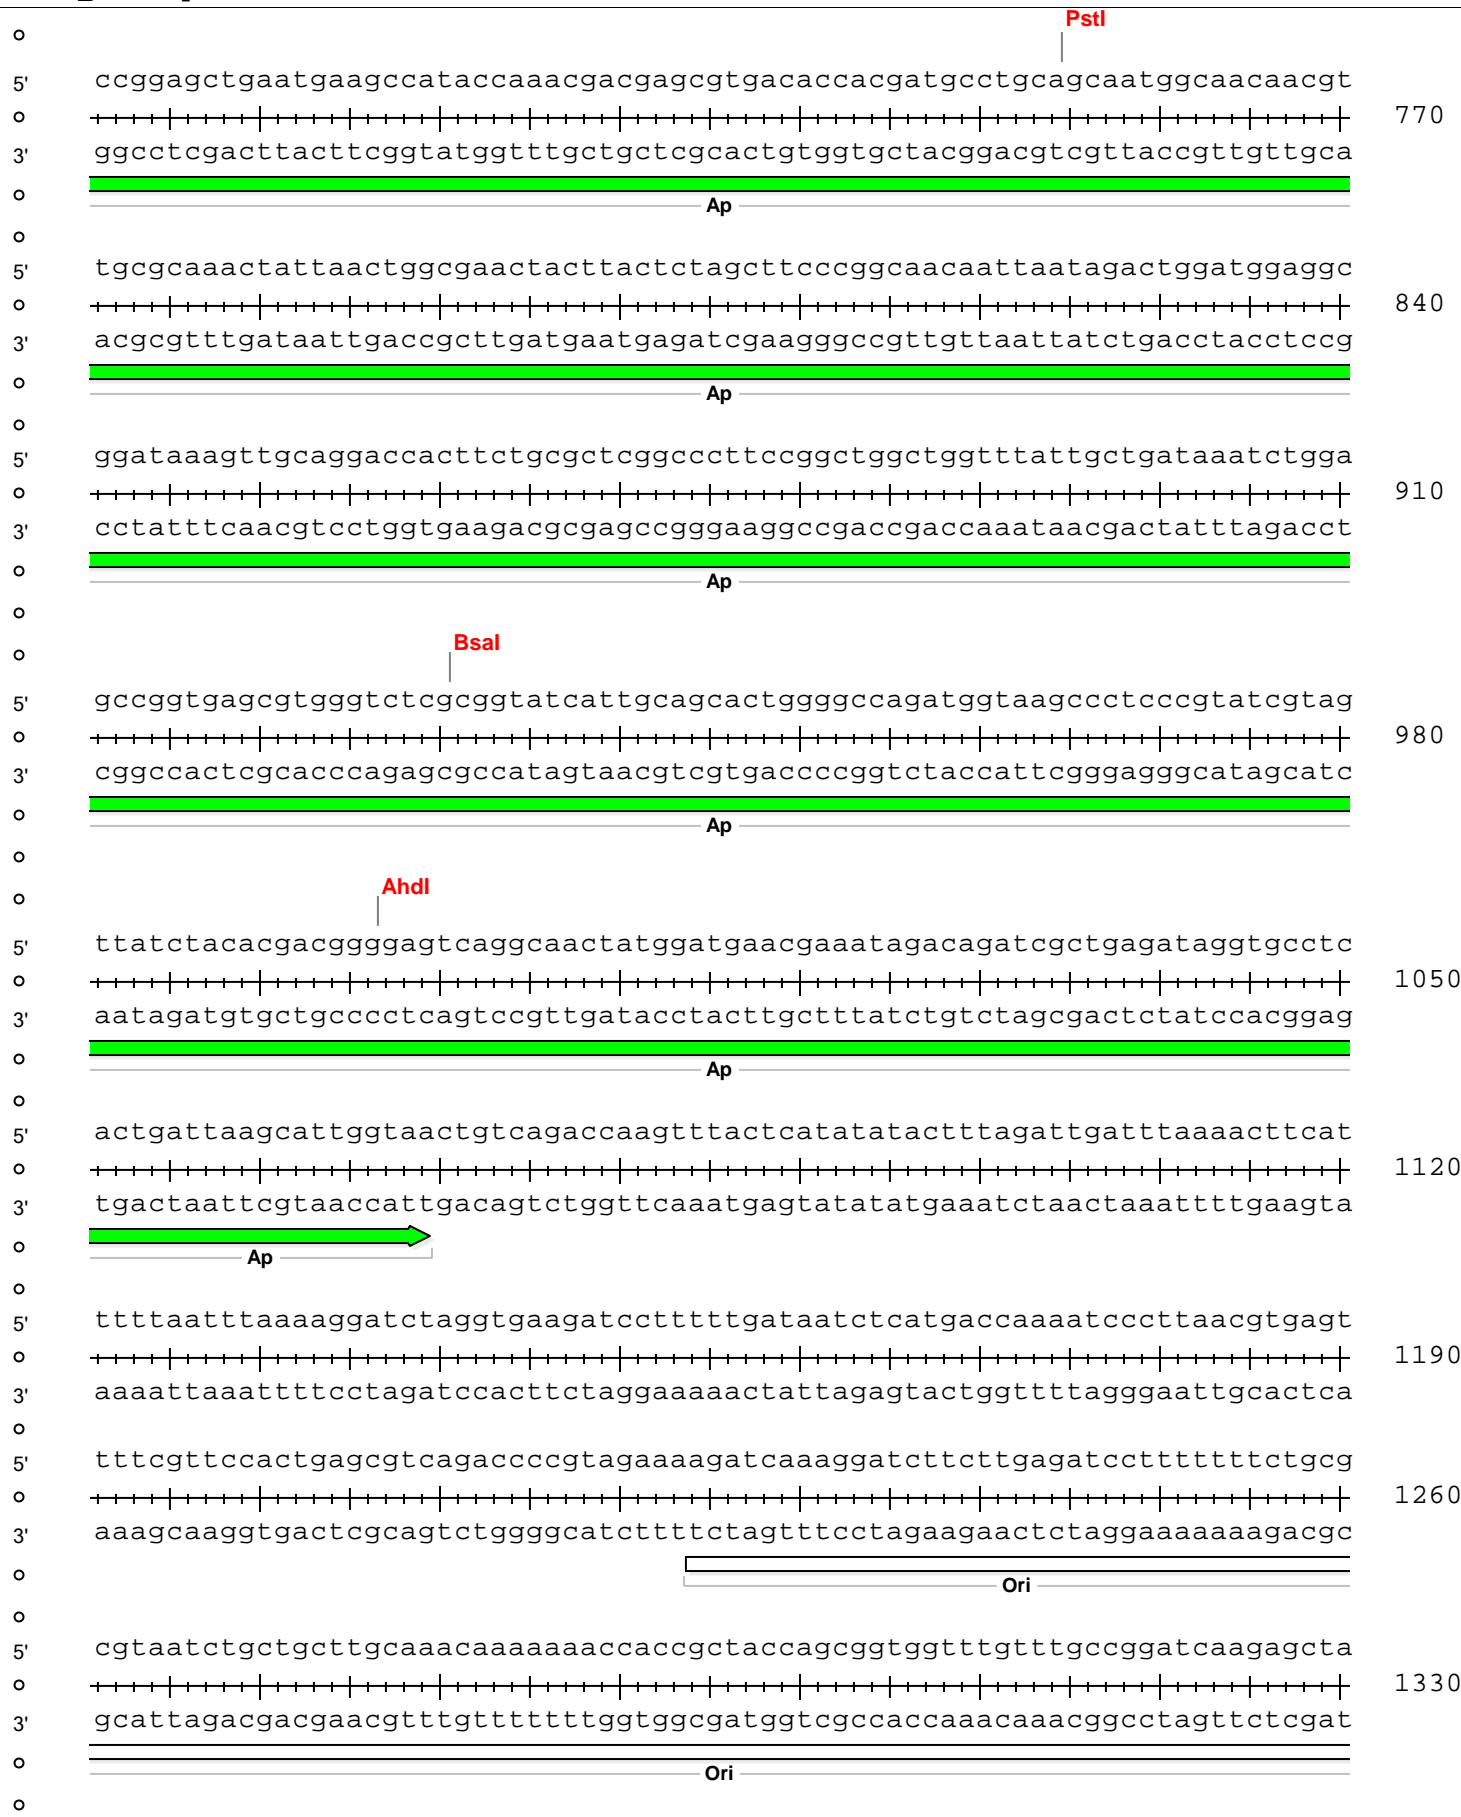 PstI
5' ccggagctgaatgaagccataccaaacgacgagcgtgacaccacgatgcctgcagcaatggcaacaacgt
770
3' ggcctcgacttacttcggtatggtttgctgctcgcactgtggtgctacggacgtcgttaccgttgttgca
Ap
5' tgcgcaaactattaactggcgaactacttactctagcttcccggcaacaattaatagactggatggaggc
840
3' acgcgtttgataattgaccgcttgatgaatgagatcgaagggccgttgttaattatctgacctacctccg
Ap
5' ggataaagttgcaggaccacttctgcgctcggcccttccggctggctggtttattgctgataaatctgga
910
3' cctatttcaacgtcctggtgaagacgcgagccgggaaggccgaccgaccaaataacgactatttagacct
Ap
BsaI
5' gccggtgagcgtgggtctcgcggtatcattgcagcactggggccagatggtaagccctcccgtatcgtag
980
3' cggccactcgcacccagagcgccatagtaacgtcgtgaccccggtctaccattcgggagggcatagcatc
Ap
AhdI
5' ttatctacacgacggggagtcaggcaactatggatgaacgaaatagacagatcgctgagataggtgcctc
1050
3' aatagatgtgctgcccctcagtccgttgatacctacttgctttatctgtctagcgactctatccacggag
Ap
5' actgattaagcattggtaactgtcagaccaagtttactcatatatactttagattgatttaaaacttcat
1120
3' tgactaattcgtaaccattgacagtctggttcaaatgagtatatatgaaatctaactaaattttgaagta
Ap
5' ttttaatttaaaaggatctaggtgaagatcctttttgataatctcatgaccaaaatcccttaacgtgagt
1190
3' aaaattaaattttcctagatccacttctaggaaaaactattagagtactggttttagggaattgcactca
5' tttcgttccactgagcgtcagaccccgtagaaaagatcaaaggatcttcttgagatcctttttttctgcg
1260
3' aaagcaaggtgactcgcagtctggggcatcttttctagtttcctagaagaactctaggaaaaaaagacgc
Ori
5' cgtaatctgctgcttgcaaacaaaaaaaccaccgctaccagcggtggtttgtttgccggatcaagagcta
1330
3' gcattagacgacgaacgtttgtttttttggtggcgatggtcgccaccaaacaaacggcctagttctcgat
Ori